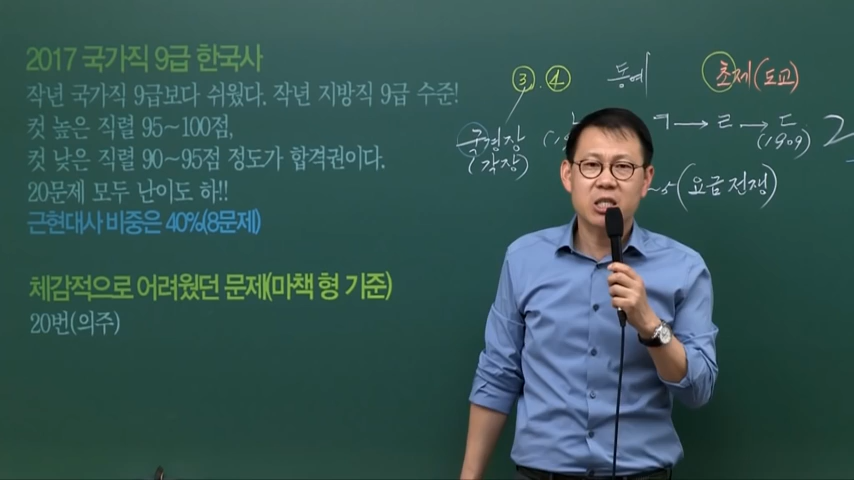 2017 국가직 9급 한국사
작년 국가직 9급보다 쉬웠다. 작년 지방직 9급 수준!
컷 높은 직렬 95~100점,
컷 낮은 직렬 90~95점 정도가 합격권이다.
20문제 모두 난이도 하!!
근현대사 비중은 40%(8문제)
체감적으로 어려웠던 문제(마책 형 기준)
20번(의주)
③.④ 동예 초제(도교)
국경장 ㄴ ㄱ→ㄹ→ㄷ 2
(각장) (1909)
(요금전쟁)